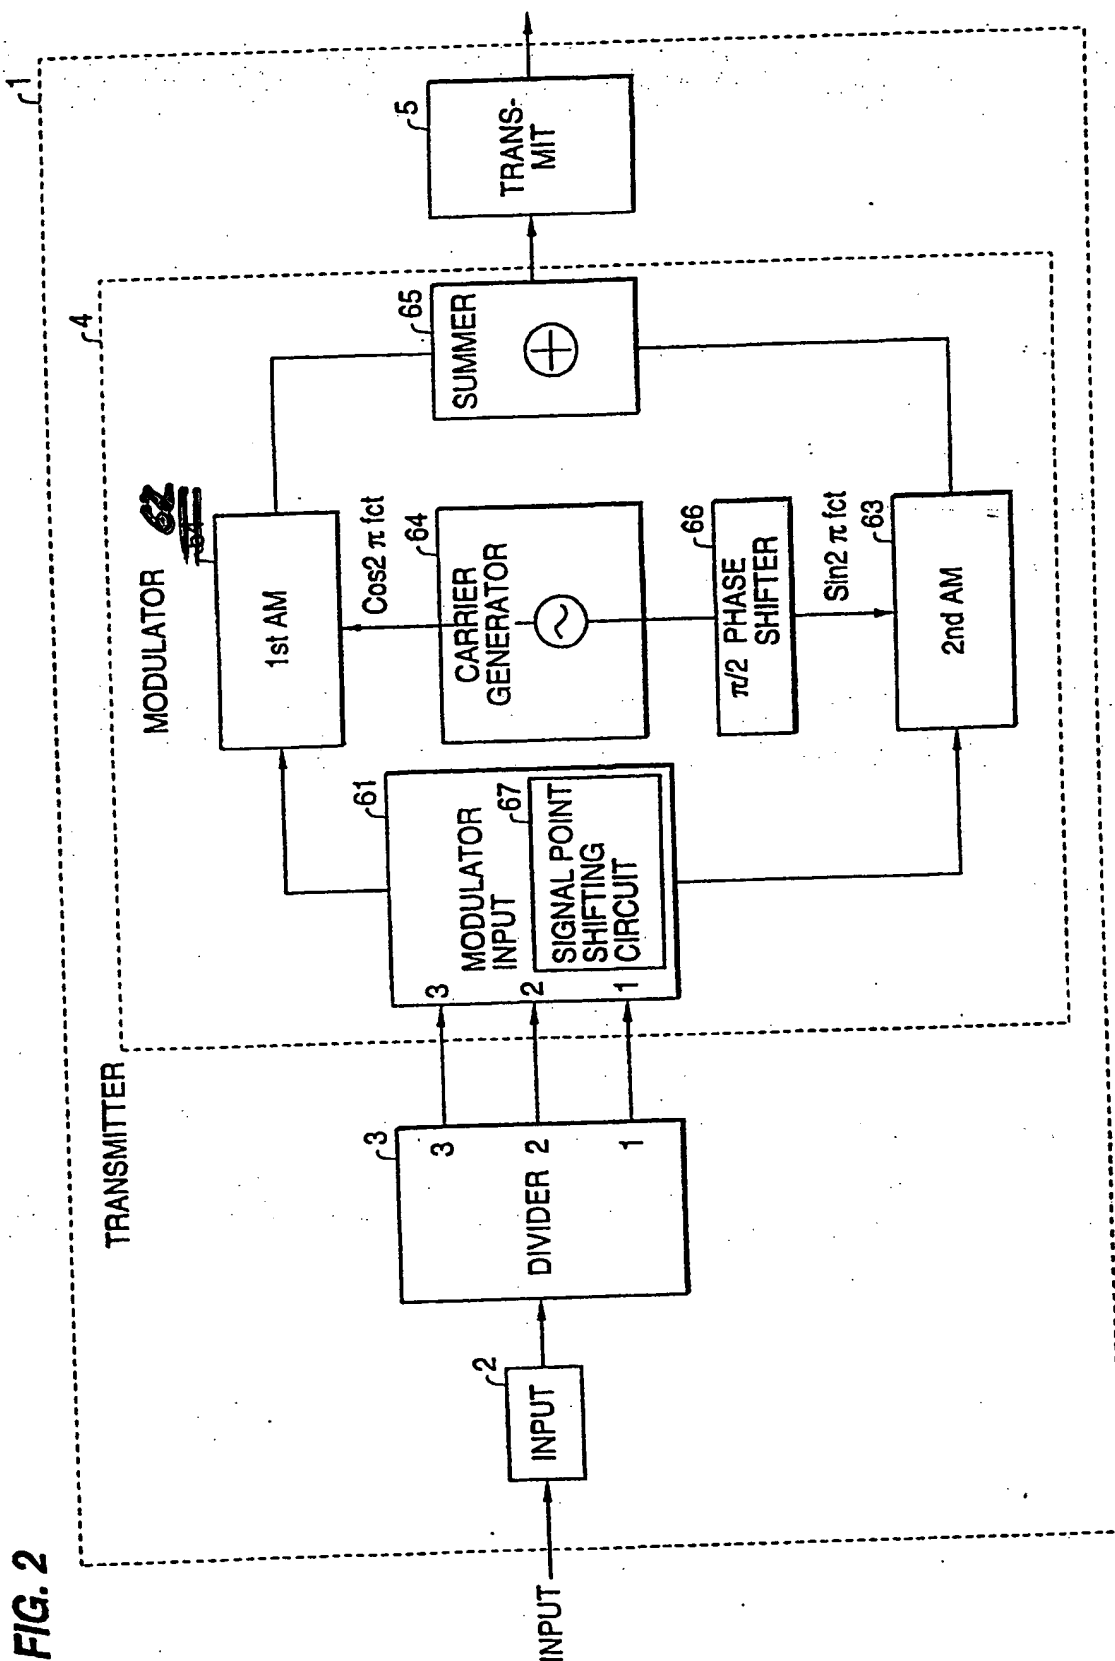 FIG. 2
1
TRANSMITTER
4
MODULATOR
INPUT
2
INPUT
3
3
DIVIDER 2
1
61
3
MODULATOR
INPUT
2
67
SIGNAL POINT
SHIFTING
CIRCUIT
1
62
1st AM
Cos2 π fct
64
CARRIER
GENERATOR
66
π/2 PHASE
SHIFTER
Sin2 π fct
63
2nd AM
65
SUMMER
5
TRANS-
MIT